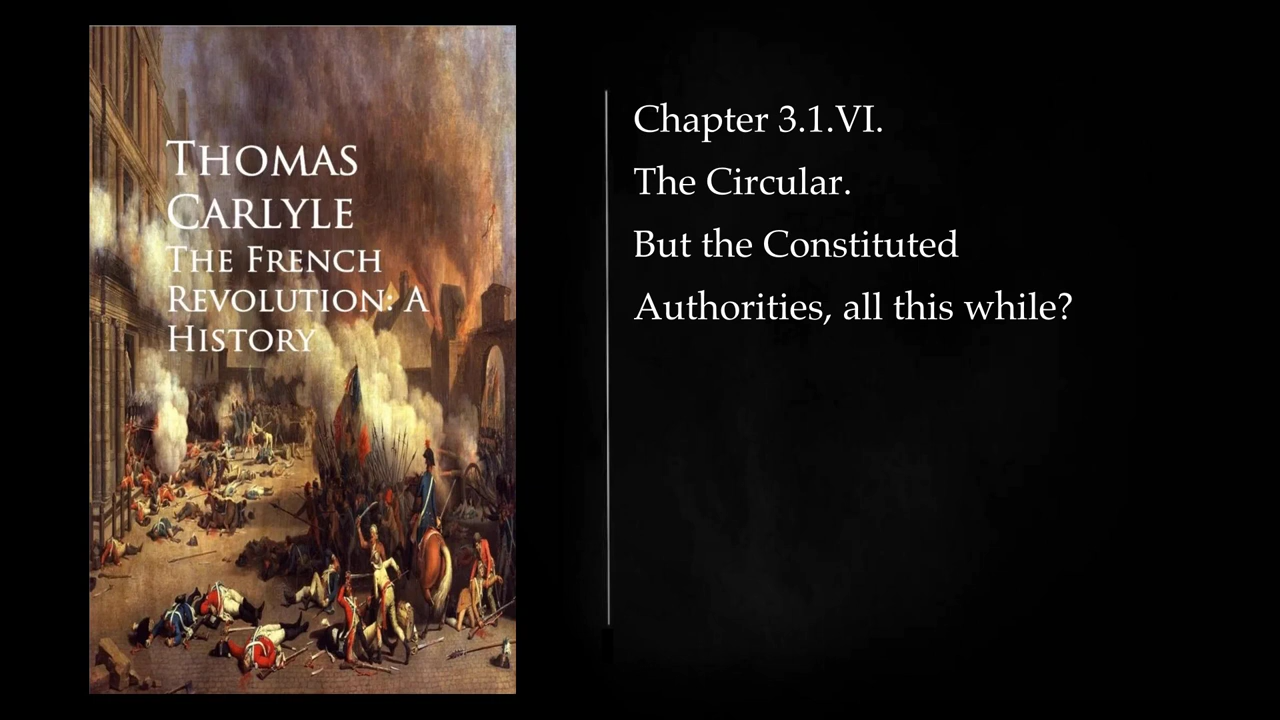 THOMAS
CARLYLE
THE FRENCH
REVOLUTION: A
HISTORY
Chapter 3.1.VI.
The Circular.
But the Constituted
Authorities, all this while?